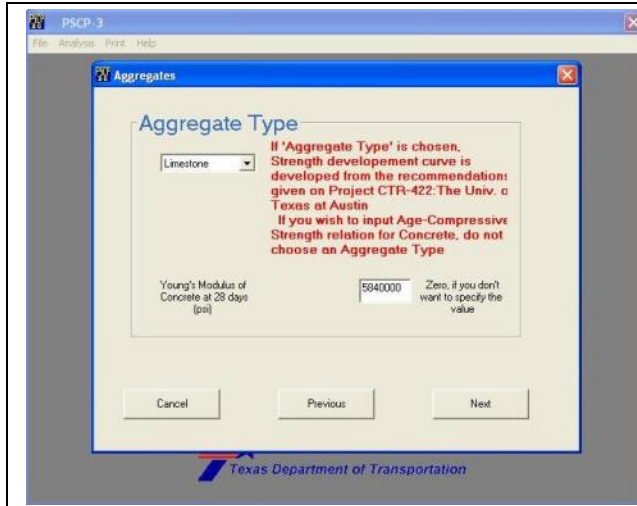 PSCP-3
File Analysis Print Help
Aggregates
Aggregate Type
Limestone
If 'Aggregate Type' is chosen,
Strength developement curve is
developed from the recommendations
given on Project CTR-422:The Univ. o
Texas at Austin
If you wish to input Age-Compressive
Strength relation for Concrete, do not
choose an Aggregate Type
Young's Modulus of
Concrete at 28 days
(psi)
5840000
Zero, if you don't
want to specify the
value
Cancel
Previous
Next
Texas Department of Transportation